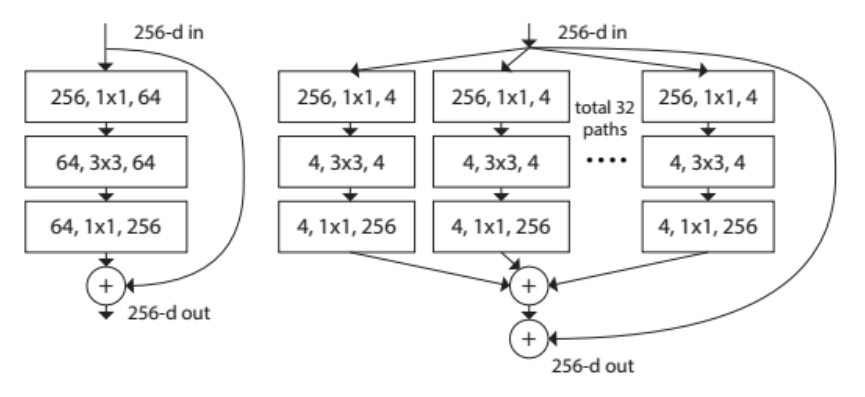 256-d in
256, 1x1, 64
64, 3x3, 64
64, 1x1, 256
+
256-d out
256-d in
256, 1x1, 4
256, 1x1, 4
total 32
paths
....
256, 1x1, 4
4, 3x3, 4
4, 3x3, 4
4, 3x3, 4
4, 1x1, 256
4, 1x1, 256
4, 1x1, 256
+
+
256-d out